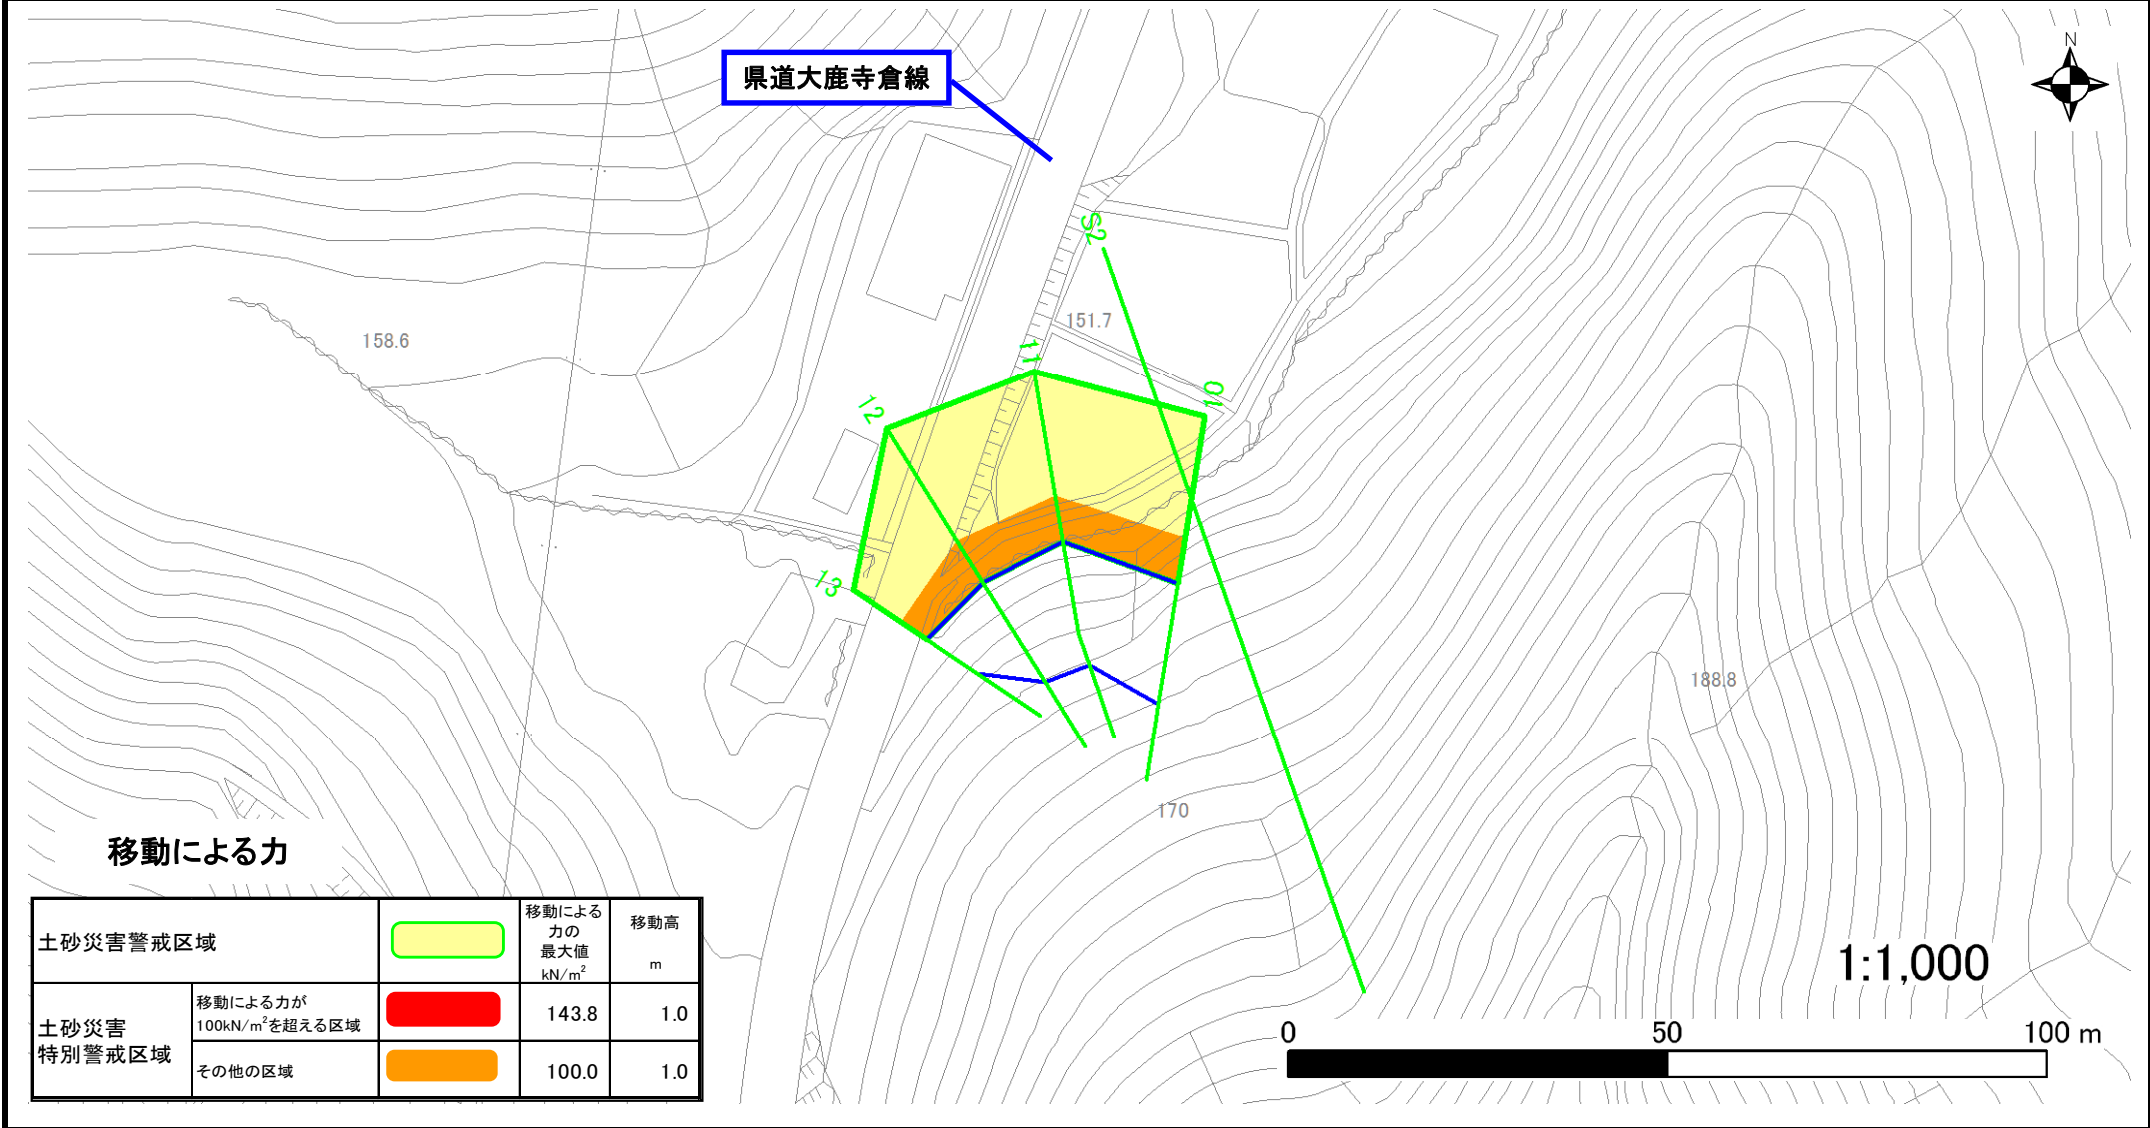 県道大鹿寺倉線
N
S2
151.7
158.6
11
01
12
13
188.8
170
移動による力
土砂災害警戒区域
移動による
力の
最大値
kN/m²
移動高
m
土砂災害
特別警戒区域
移動による力が
100kN/m²を超える区域
143.8
1.0
その他の区域
100.0
1.0
1:1,000
0 50 100 m